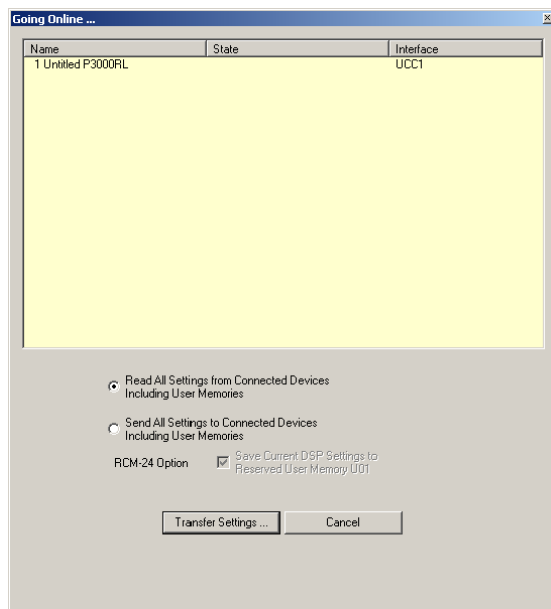 Going Online ...
Name State Interface
1 Untitled P3000RL UCC1
Read All Settings from Connected Devices
Including User Memories
Send All Settings to Connected Devices
Including User Memories
RCM-24 Option Save Current DSP Settings to
Reserved User Memory U01
Transfer Settings ... Cancel